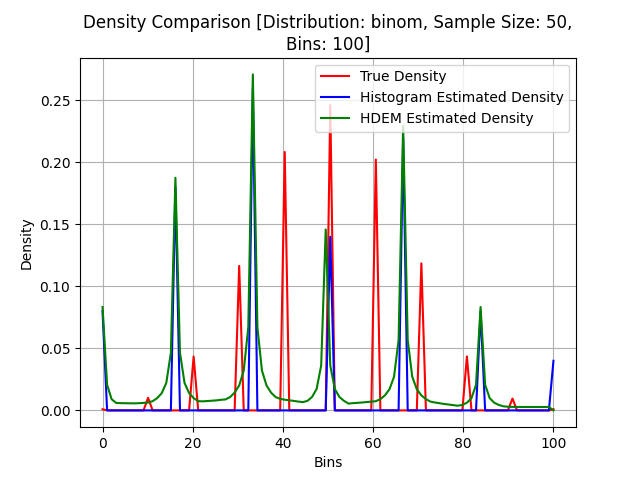 Density Comparison [Distribution: binom, Sample Size: 50,
Bins: 100]
True Density
Histogram Estimated Density
HDEM Estimated Density
Density
0.25
0.20
0.15
0.10
0.05
0.00
0 20 40 60 80 100
Bins